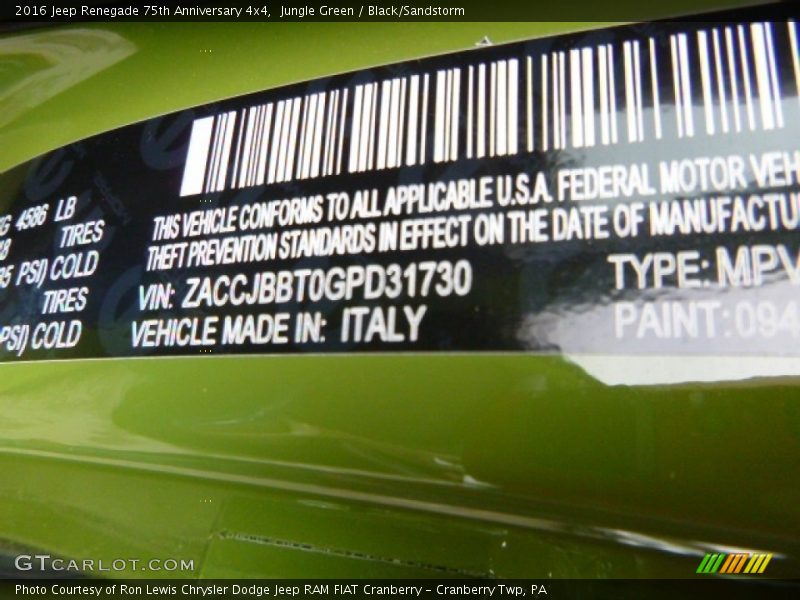 2016 Jeep Renegade 75th Anniversary 4x4,  Jungle Green / Black/Sandstorm
4586 LB
TIRES
PSI) COLD
TIRES
PSI) COLD
THIS VEHICLE CONFORMS TO ALL APPLICABLE U.S.A. FEDERAL MOTOR VEH
THEFT PREVENTION STANDARDS IN EFFECT ON THE DATE OF MANUFACTU
VIN: ZACCJBBT0GPD31730
TYPE: MPV
VEHICLE MADE IN: ITALY
PAINT: 094
GTCARLOT.COM
Photo Courtesy of Ron Lewis Chrysler Dodge Jeep RAM FIAT Cranberry - Cranberry Twp, PA